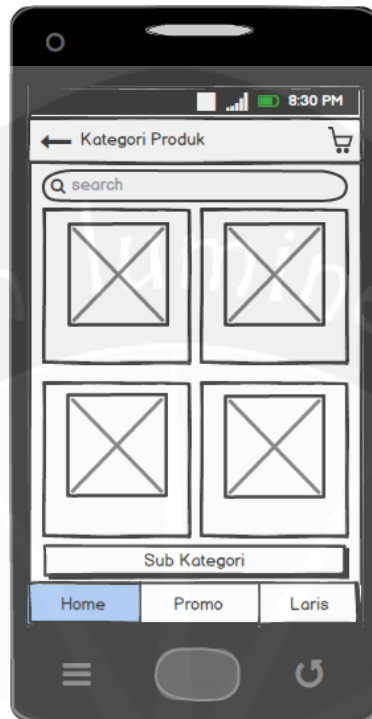 8:30 PM
Kategori Produk
search
Sub Kategori
Home Promo Laris